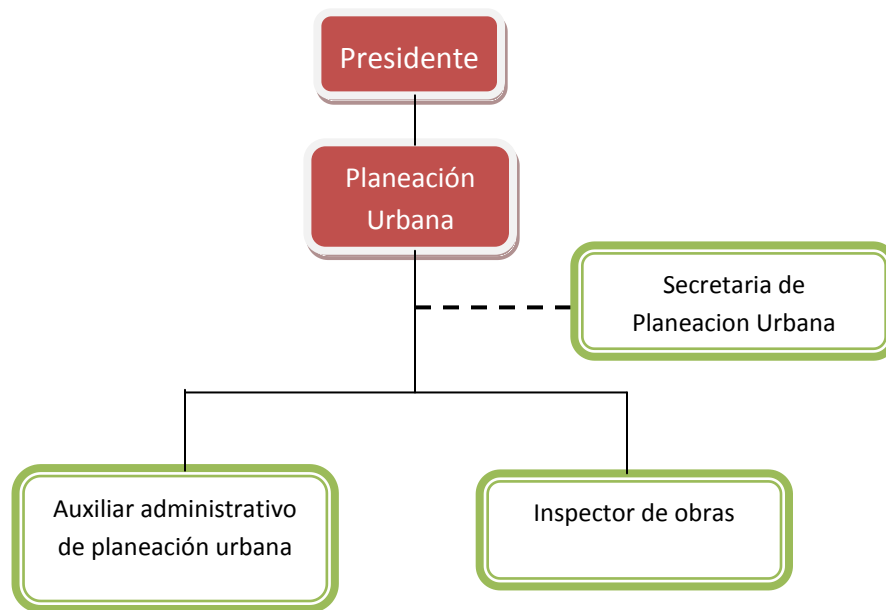 Presidente
Planeación
Urbana
Secretaria de
Planeacion Urbana
Auxiliar administrativo
de planeación urbana
Inspector de obras